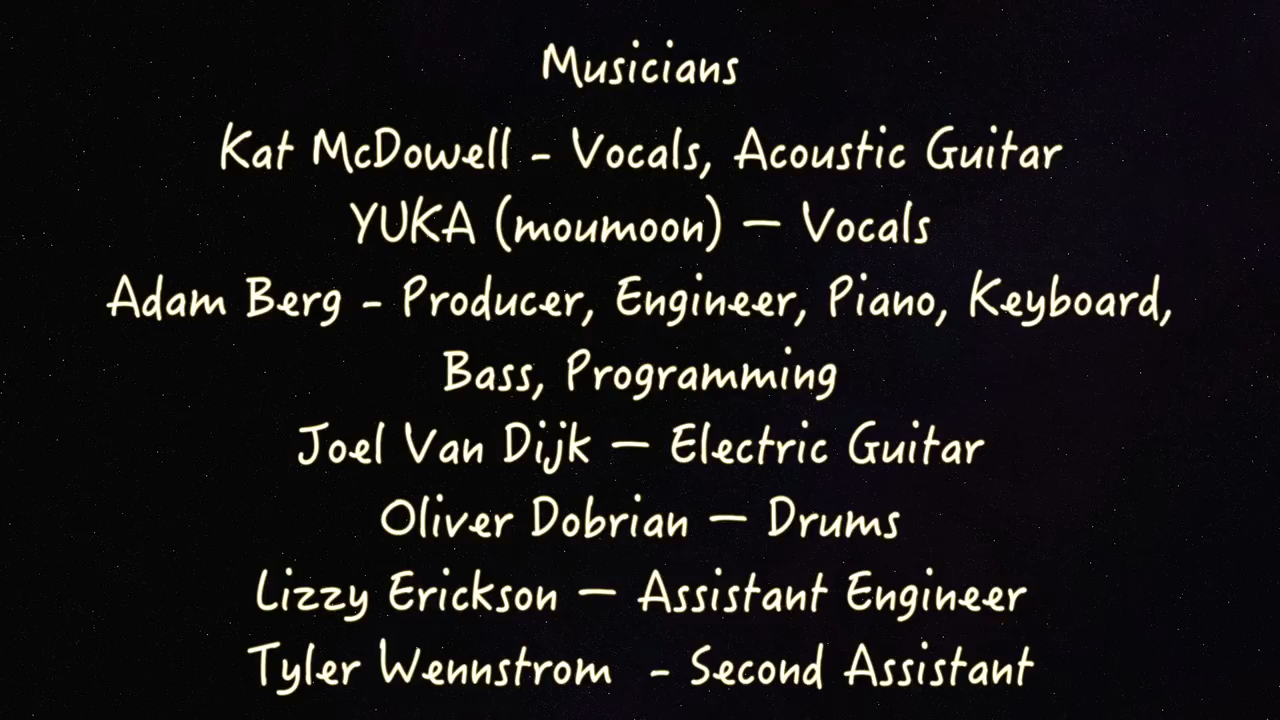 Musicians
Kat McDowell - Vocals, Acoustic Guitar
YUKA (moumoon) — Vocals
Adam Berg - Producer, Engineer, Piano, Keyboard,
Bass, Programming
Joel Van Dijk — Electric Guitar
Oliver Dobrian — Drums
Lizzy Erickson — Assistant Engineer
Tyler Wennstrom  - Second Assistant